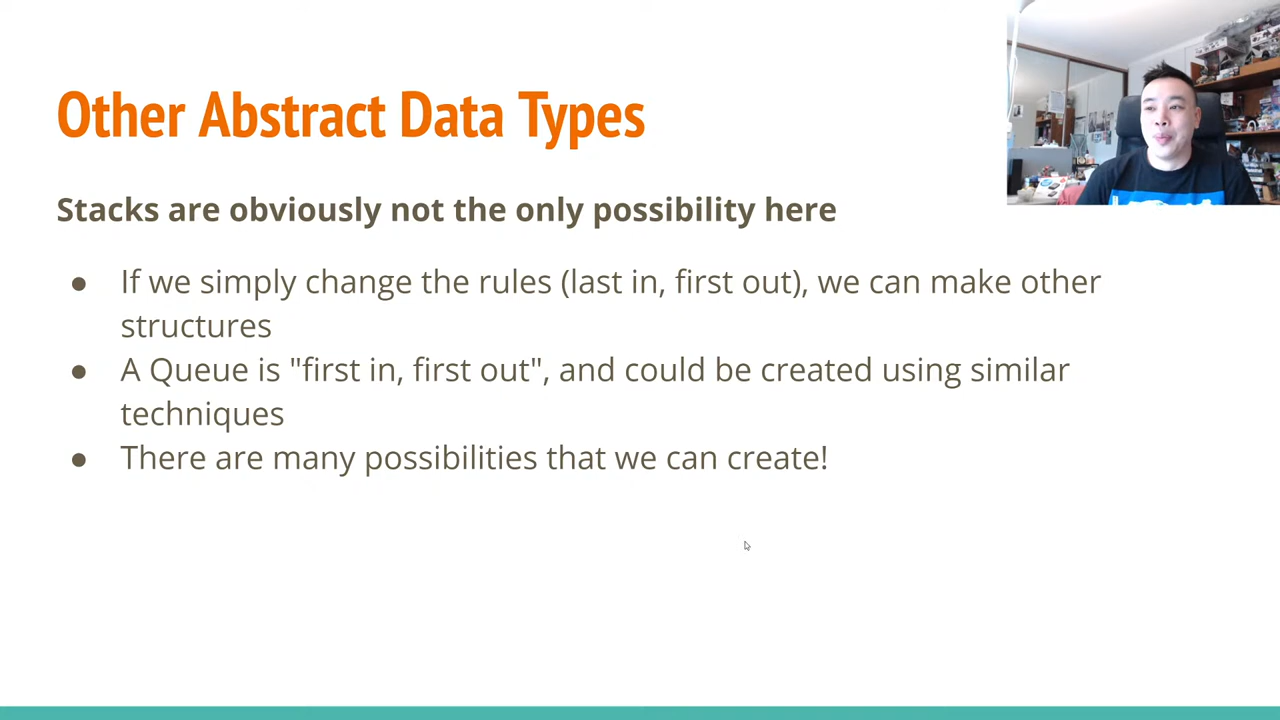 Other Abstract Data Types
Stacks are obviously not the only possibility here
● If we simply change the rules (last in, first out), we can make other
structures
● A Queue is "first in, first out", and could be created using similar
techniques
● There are many possibilities that we can create!